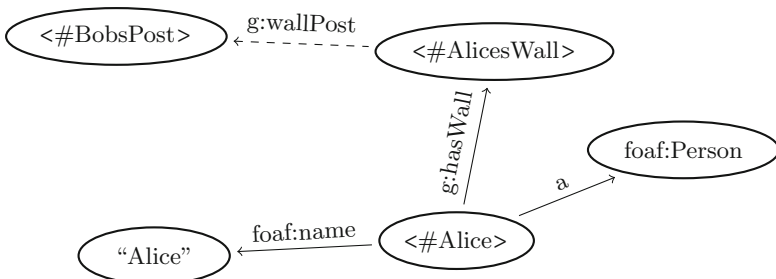 <#BobsPost>
g:wallPost
<#AlicesWall>
g:hasWall
foaf:Person
a
foaf:name
<#Alice>
“Alice”